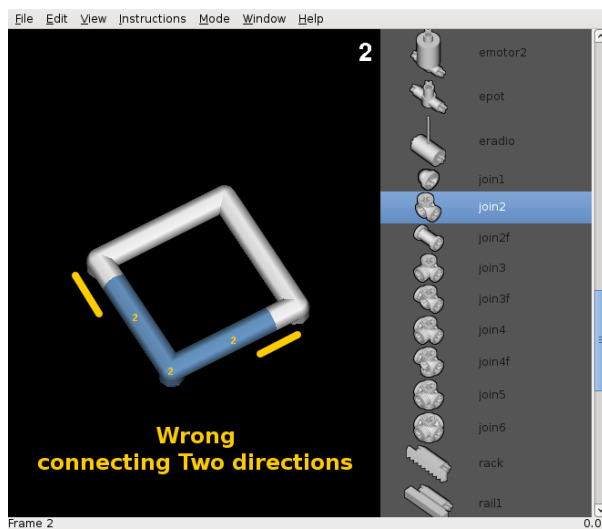 File Edit View Instructions Mode Window Help
2
emotor2
epot
eradio
join1
join2
join2f
join3
join3f
join4
join4f
join5
join6
rack
rail1
2
2
2
Wrong
connecting Two directions
Frame 2
0.0